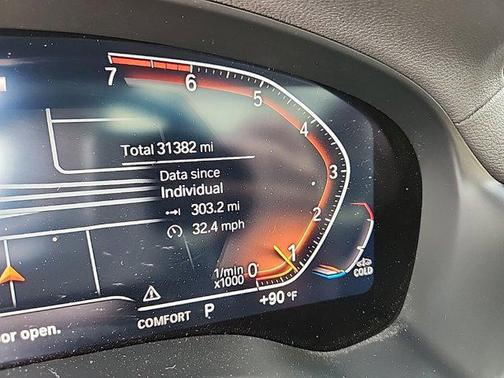 7 6 5 4 3 2 1 0
Total 31382 mi
Data since
Individual
303.2 mi
32.4 mph
1/min
x1000
COLD
+90 °F
COMFORT P
or open.